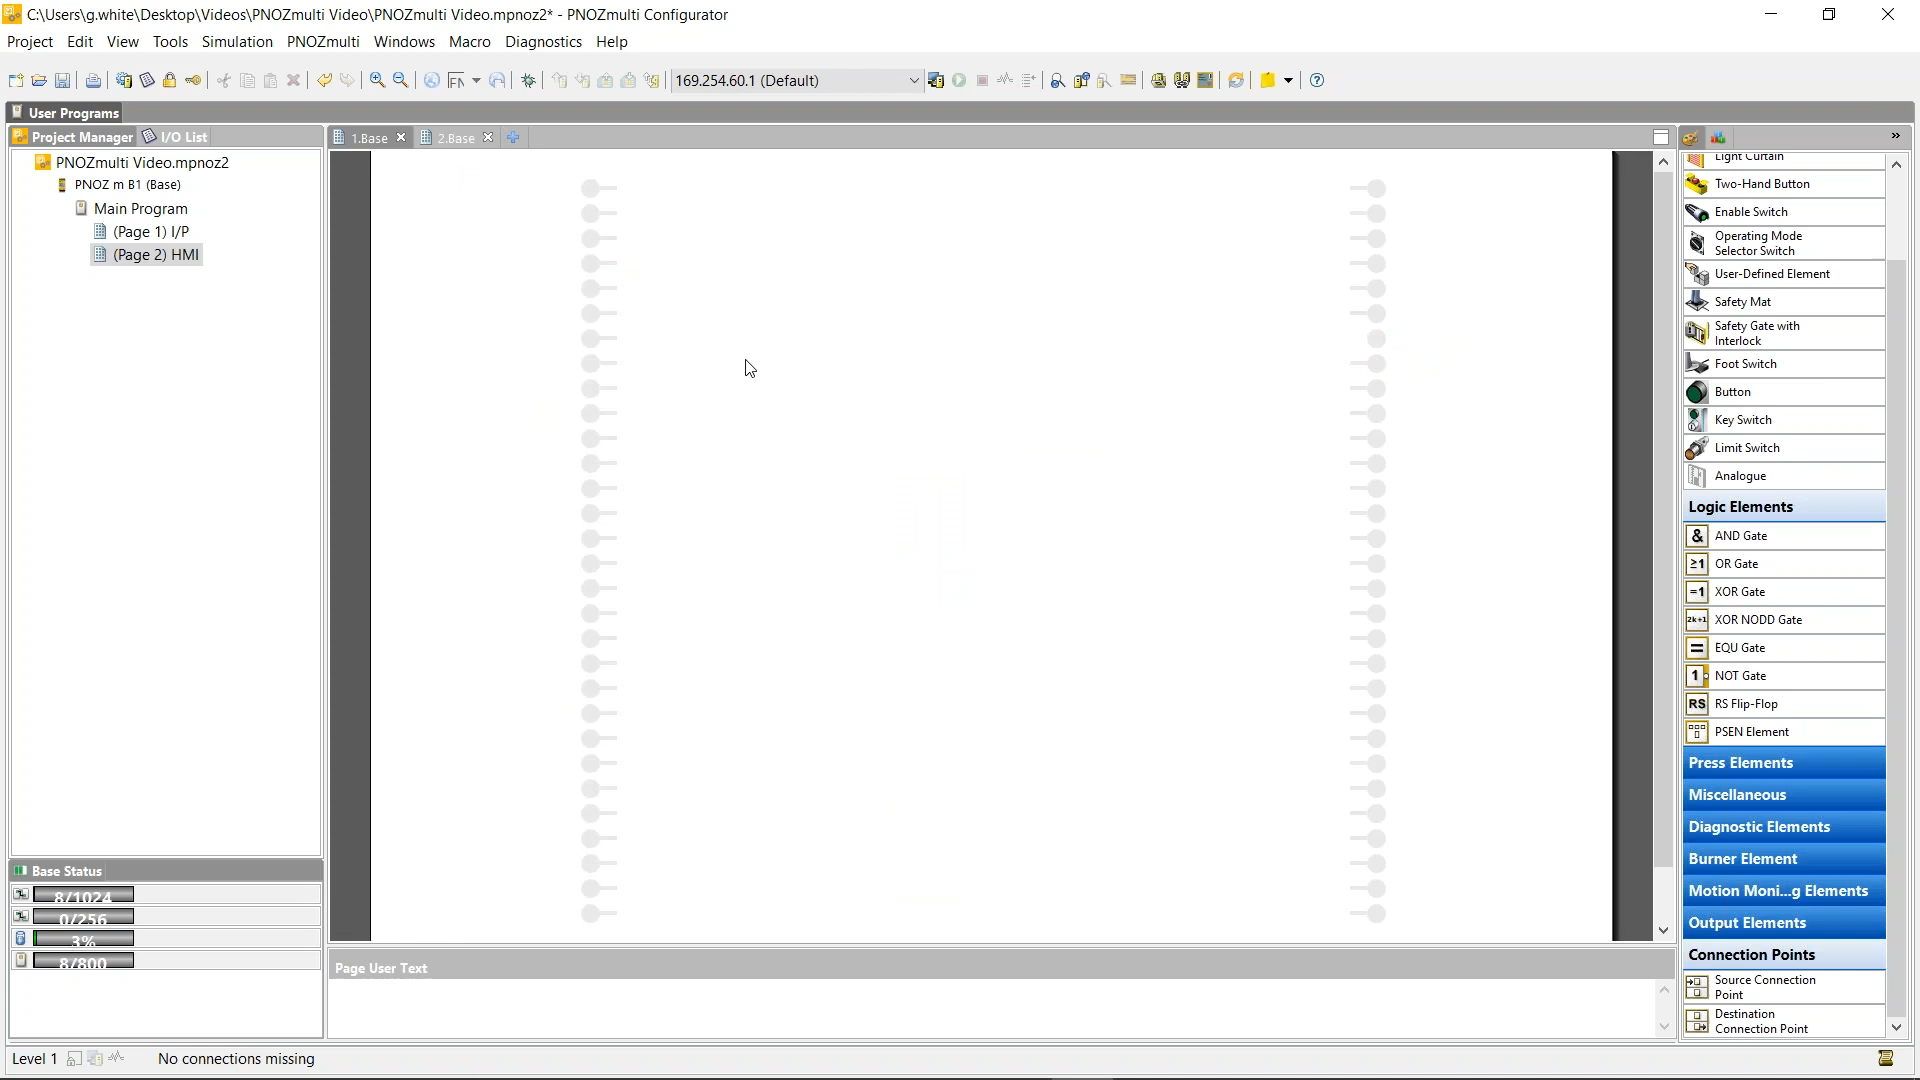 C:\Users\g.white\Desktop\Videos\PNOZmulti Video\PNOZmulti Video.mpnoz2* - PNOZmulti Configurator
Project Edit View Tools Simulation PNOZmulti Windows Macro Diagnostics Help
FN 169.254.60.1 (Default)
User Programs
Project Manager I/O List
1.Base 2.Base
PNOZmulti Video.mpnoz2
PNOZ m B1 (Base)
Main Program
(Page 1) I/P
(Page 2) HMI
Base Status
8/1024
0/256
3%
8/800
Page User Text
Light Curtain
Two-Hand Button
Enable Switch
Operating Mode
Selector Switch
User-Defined Element
Safety Mat
Safety Gate with
Interlock
Foot Switch
Button
Key Switch
Limit Switch
Analogue
Logic Elements
& AND Gate
≥1 OR Gate
=1 XOR Gate
2k+1 XOR NODD Gate
= EQU Gate
1 NOT Gate
RS RS Flip-Flop
PSEN Element
Press Elements
Miscellaneous
Diagnostic Elements
Burner Element
Motion Moni...g Elements
Output Elements
Connection Points
Source Connection
Point
Destination
Connection Point
Level 1 No connections missing